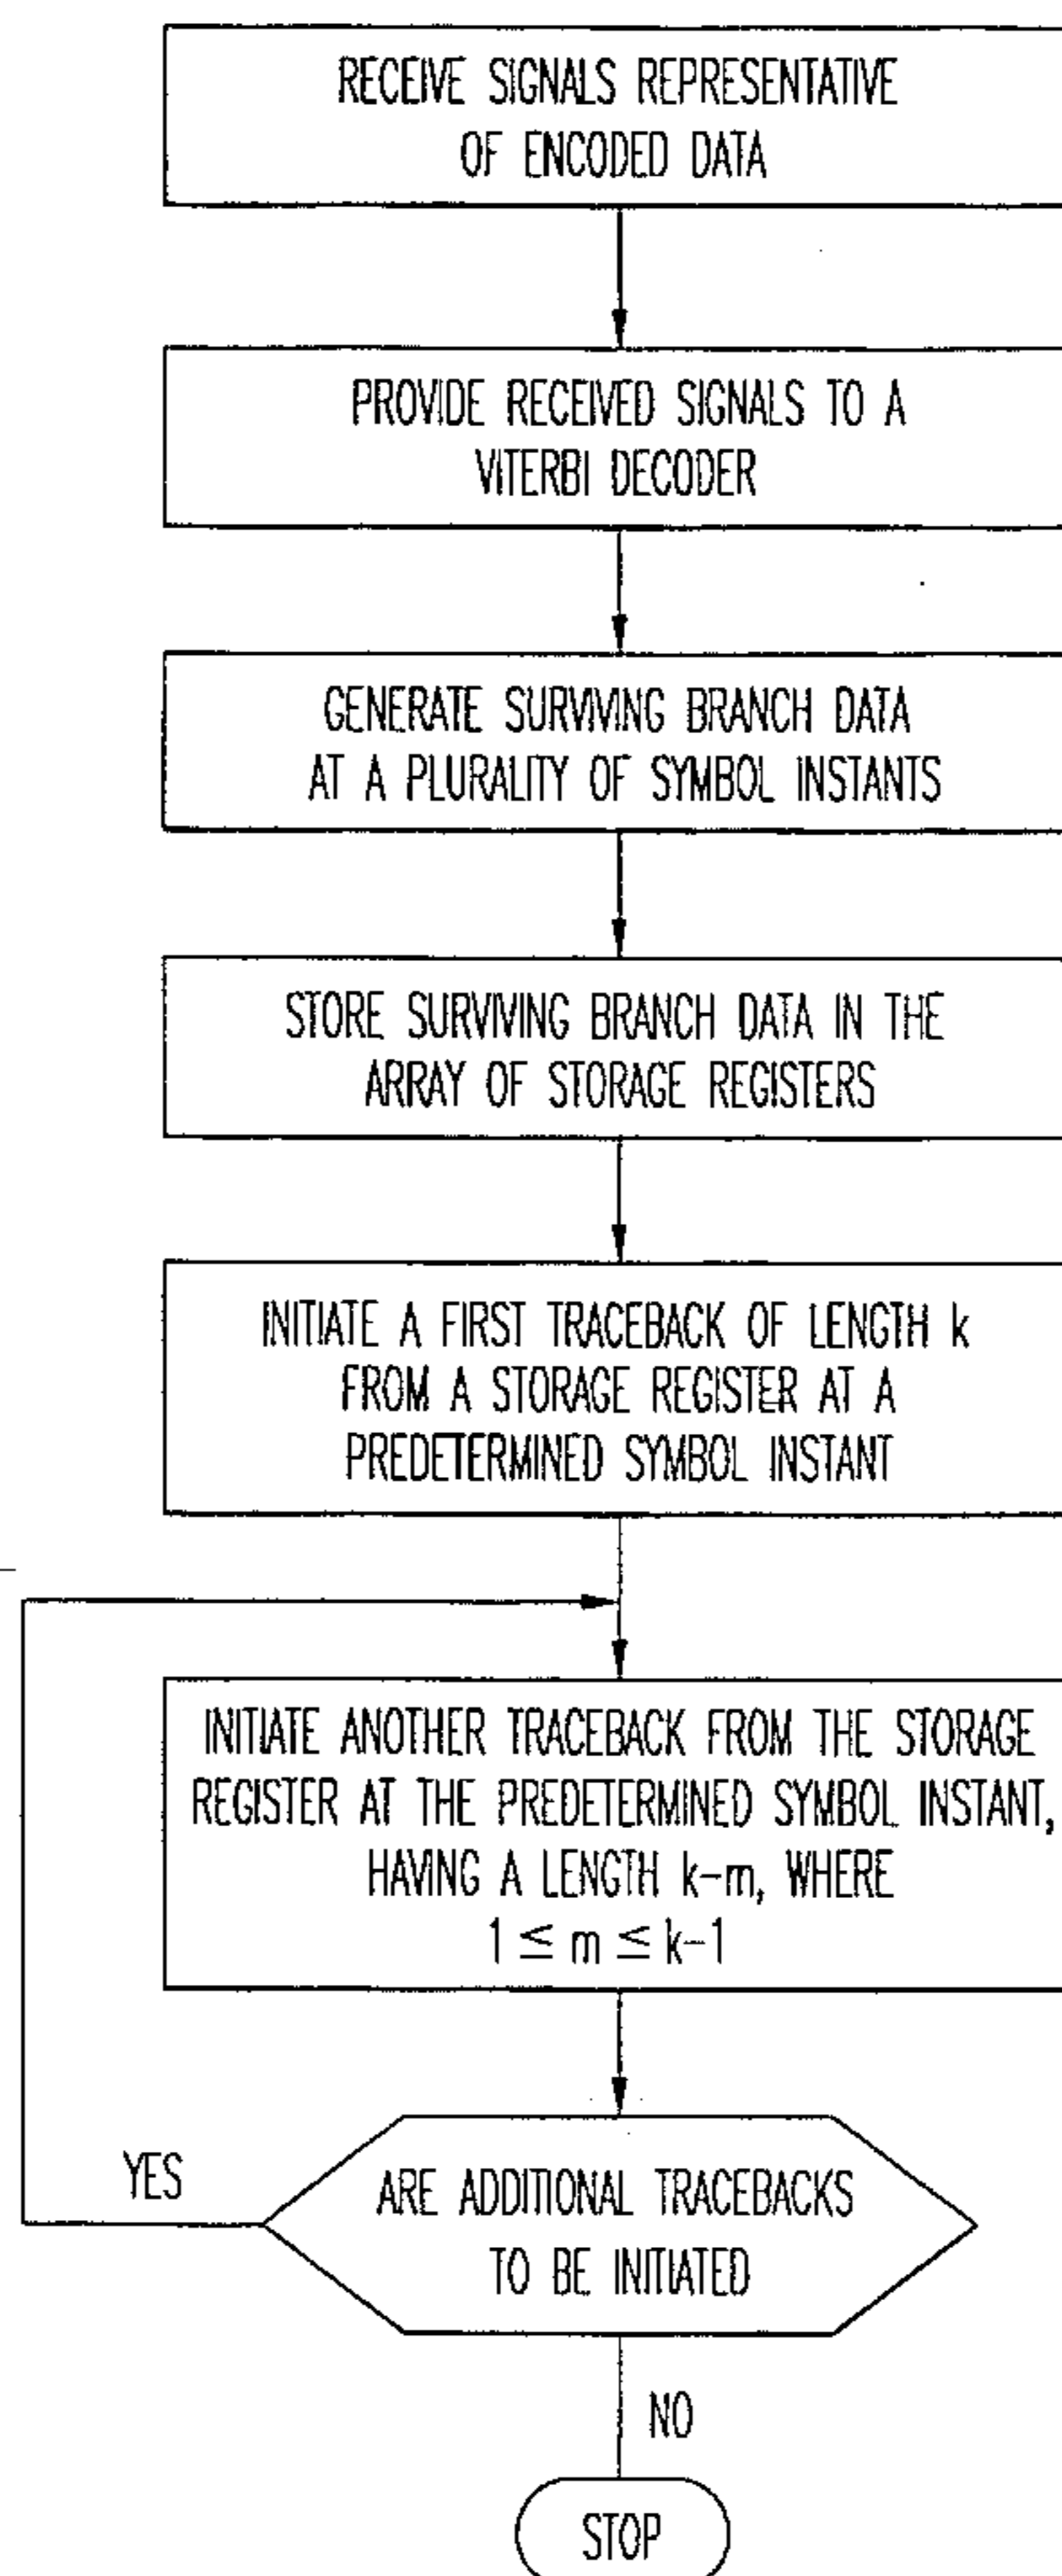 RECEIVE SIGNALS REPRESENTATIVE
OF ENCODED DATA
PROVIDE RECEIVED SIGNALS TO A
VITERBI DECODER
GENERATE SURVIVING BRANCH DATA
AT A PLURALITY OF SYMBOL INSTANTS
STORE SURVIVING BRANCH DATA IN THE
ARRAY OF STORAGE REGISTERS
INITIATE A FIRST TRACEBACK OF LENGTH k
FROM A STORAGE REGISTER AT A
PREDETERMINED SYMBOL INSTANT
INITIATE ANOTHER TRACEBACK FROM THE STORAGE
REGISTER AT THE PREDETERMINED SYMBOL INSTANT,
HAVING A LENGTH k-m, WHERE
1 ≤ m ≤ k-1
YES
ARE ADDITIONAL TRACEBACKS
TO BE INITIATED
NO
STOP